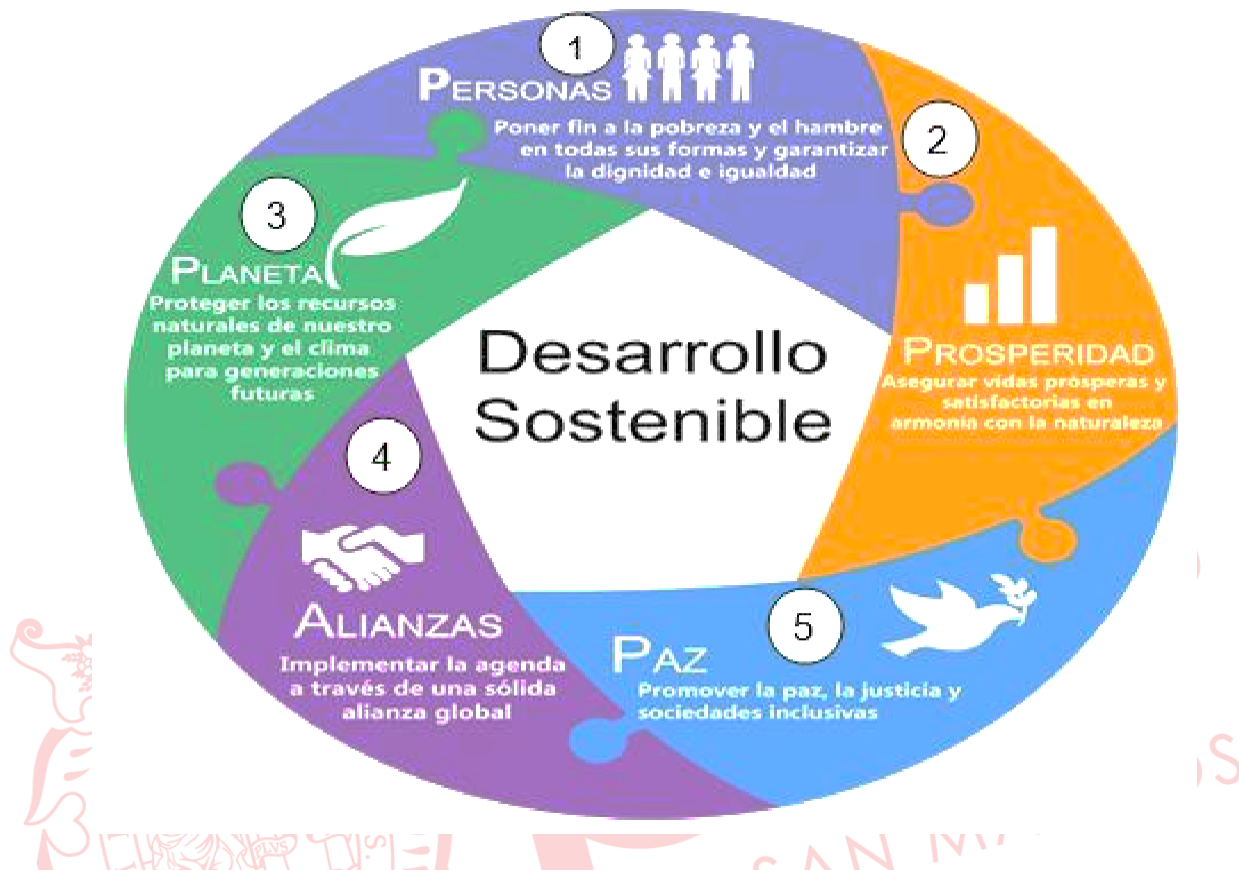 1
PERSONAS
Poner fin a la pobreza y el hambre
en todas sus formas y garantizar
la dignidad e igualdad
2
PROSPERIDAD
Asegurar vidas prósperas y
satisfactorias en
armonía con la naturaleza
3
PLANETA
Proteger los recursos
naturales de nuestro
planeta y el clima
para generaciones
futuras
Desarrollo
Sostenible
4
ALIANZAS
Implementar la agenda
a través de una sólida
alianza global
5
PAZ
Promover la paz, la justicia y
sociedades inclusivas
SAN